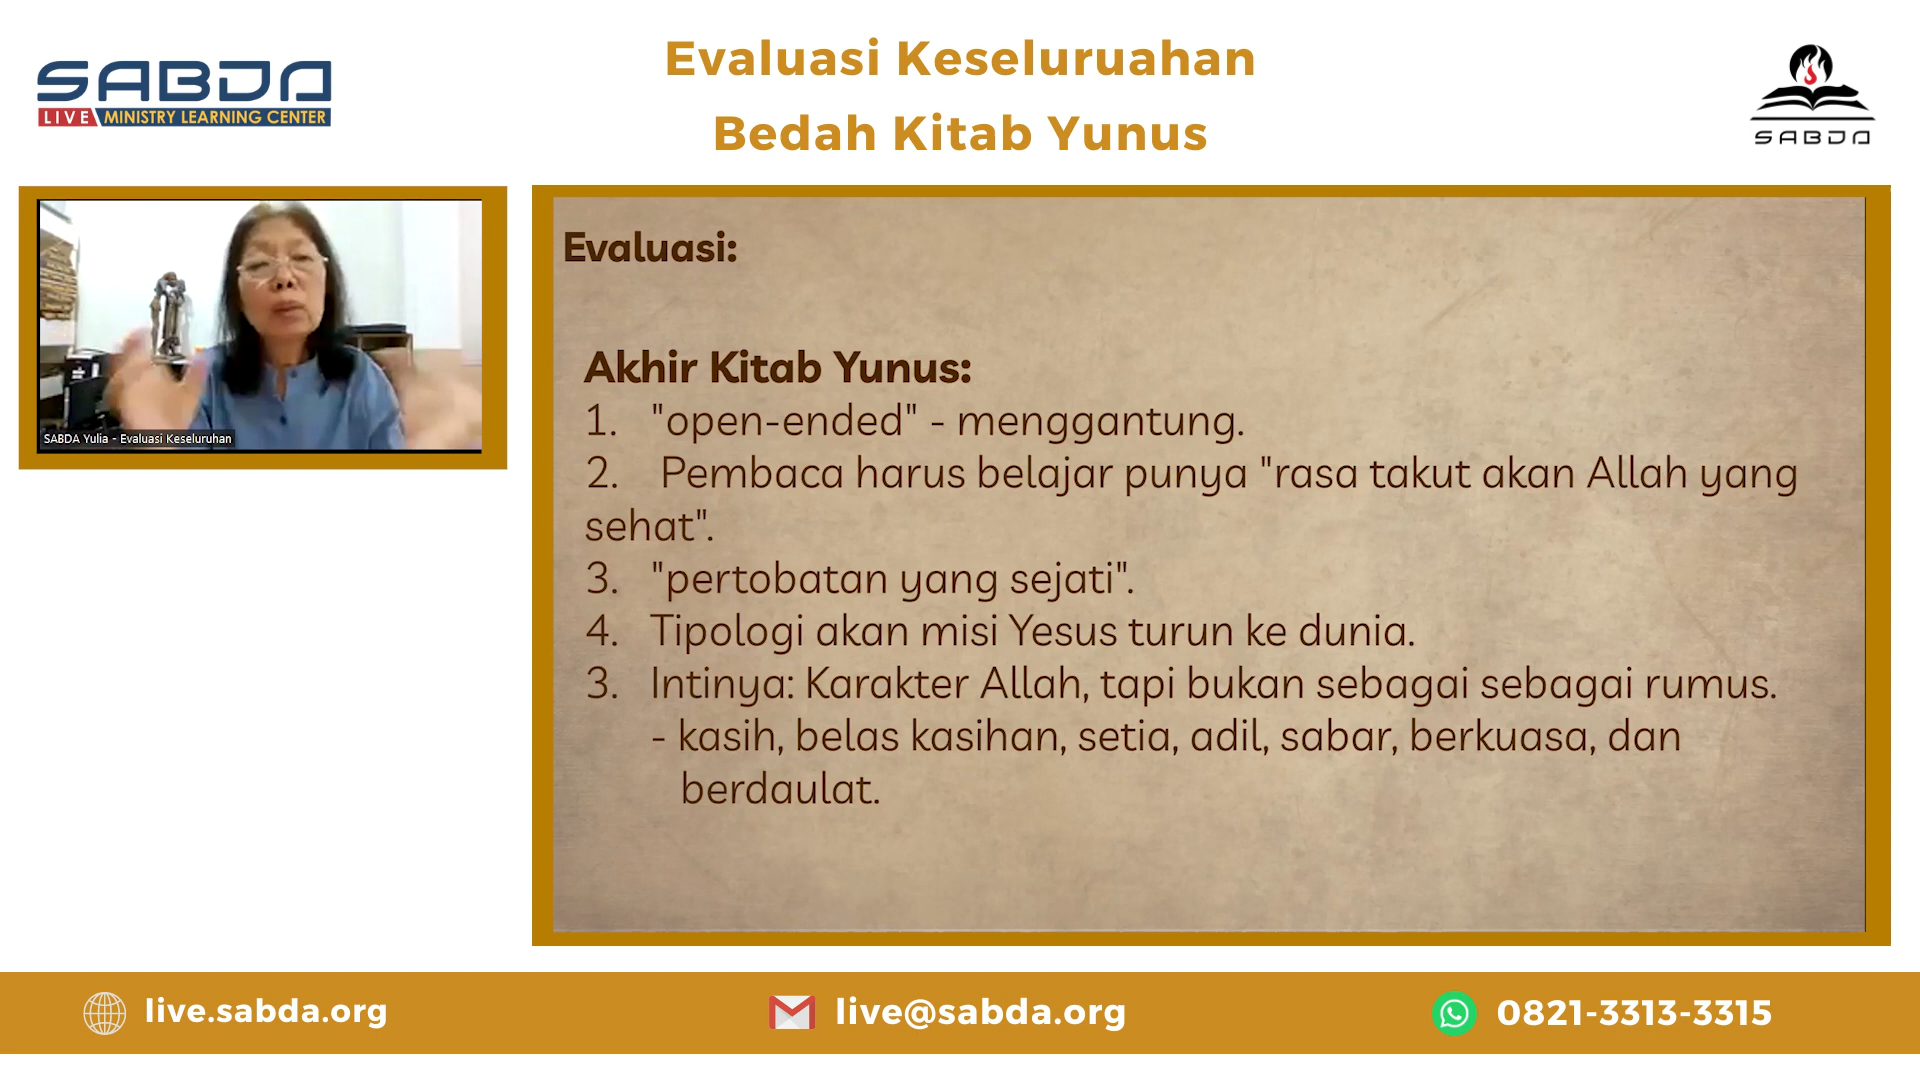 SABDA
LIVE MINISTRY LEARNING CENTER
Evaluasi Keseluruahan
Bedah Kitab Yunus
SABDA
SABDA Yulia - Evaluasi Keseluruhan
Evaluasi:
Akhir Kitab Yunus:
1. "open-ended" - menggantung.
2. Pembaca harus belajar punya "rasa takut akan Allah yang
sehat".
3. "pertobatan yang sejati".
4. Tipologi akan misi Yesus turun ke dunia.
3. Intinya: Karakter Allah, tapi bukan sebagai sebagai rumus.
- kasih, belas kasihan, setia, adil, sabar, berkuasa, dan
berdaulat.
live.sabda.org
live@sabda.org
0821-3313-3315